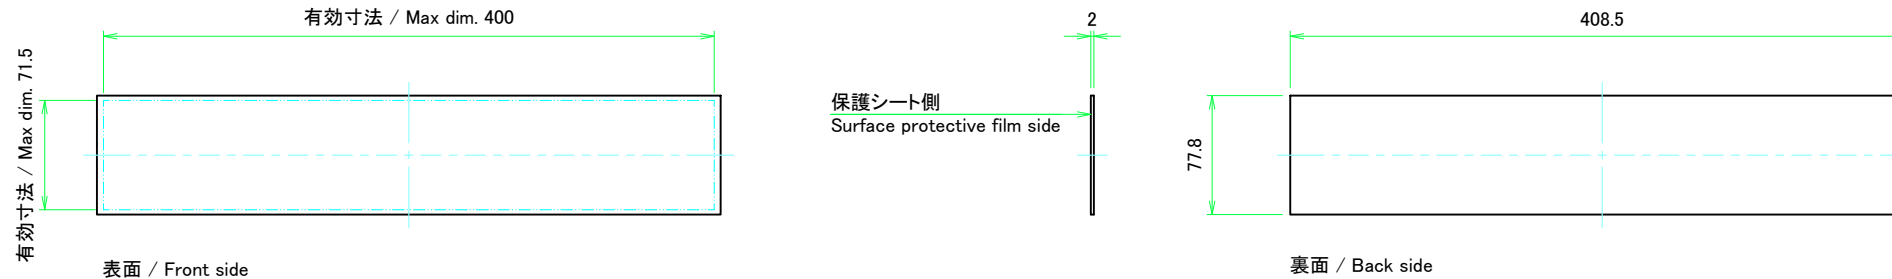 有効寸法 / Max dim. 400
有効寸法 / Max dim. 71.5
表面 / Front side
2
保護シート側
Surface protective film side
408.5
77.8
裏面 / Back side